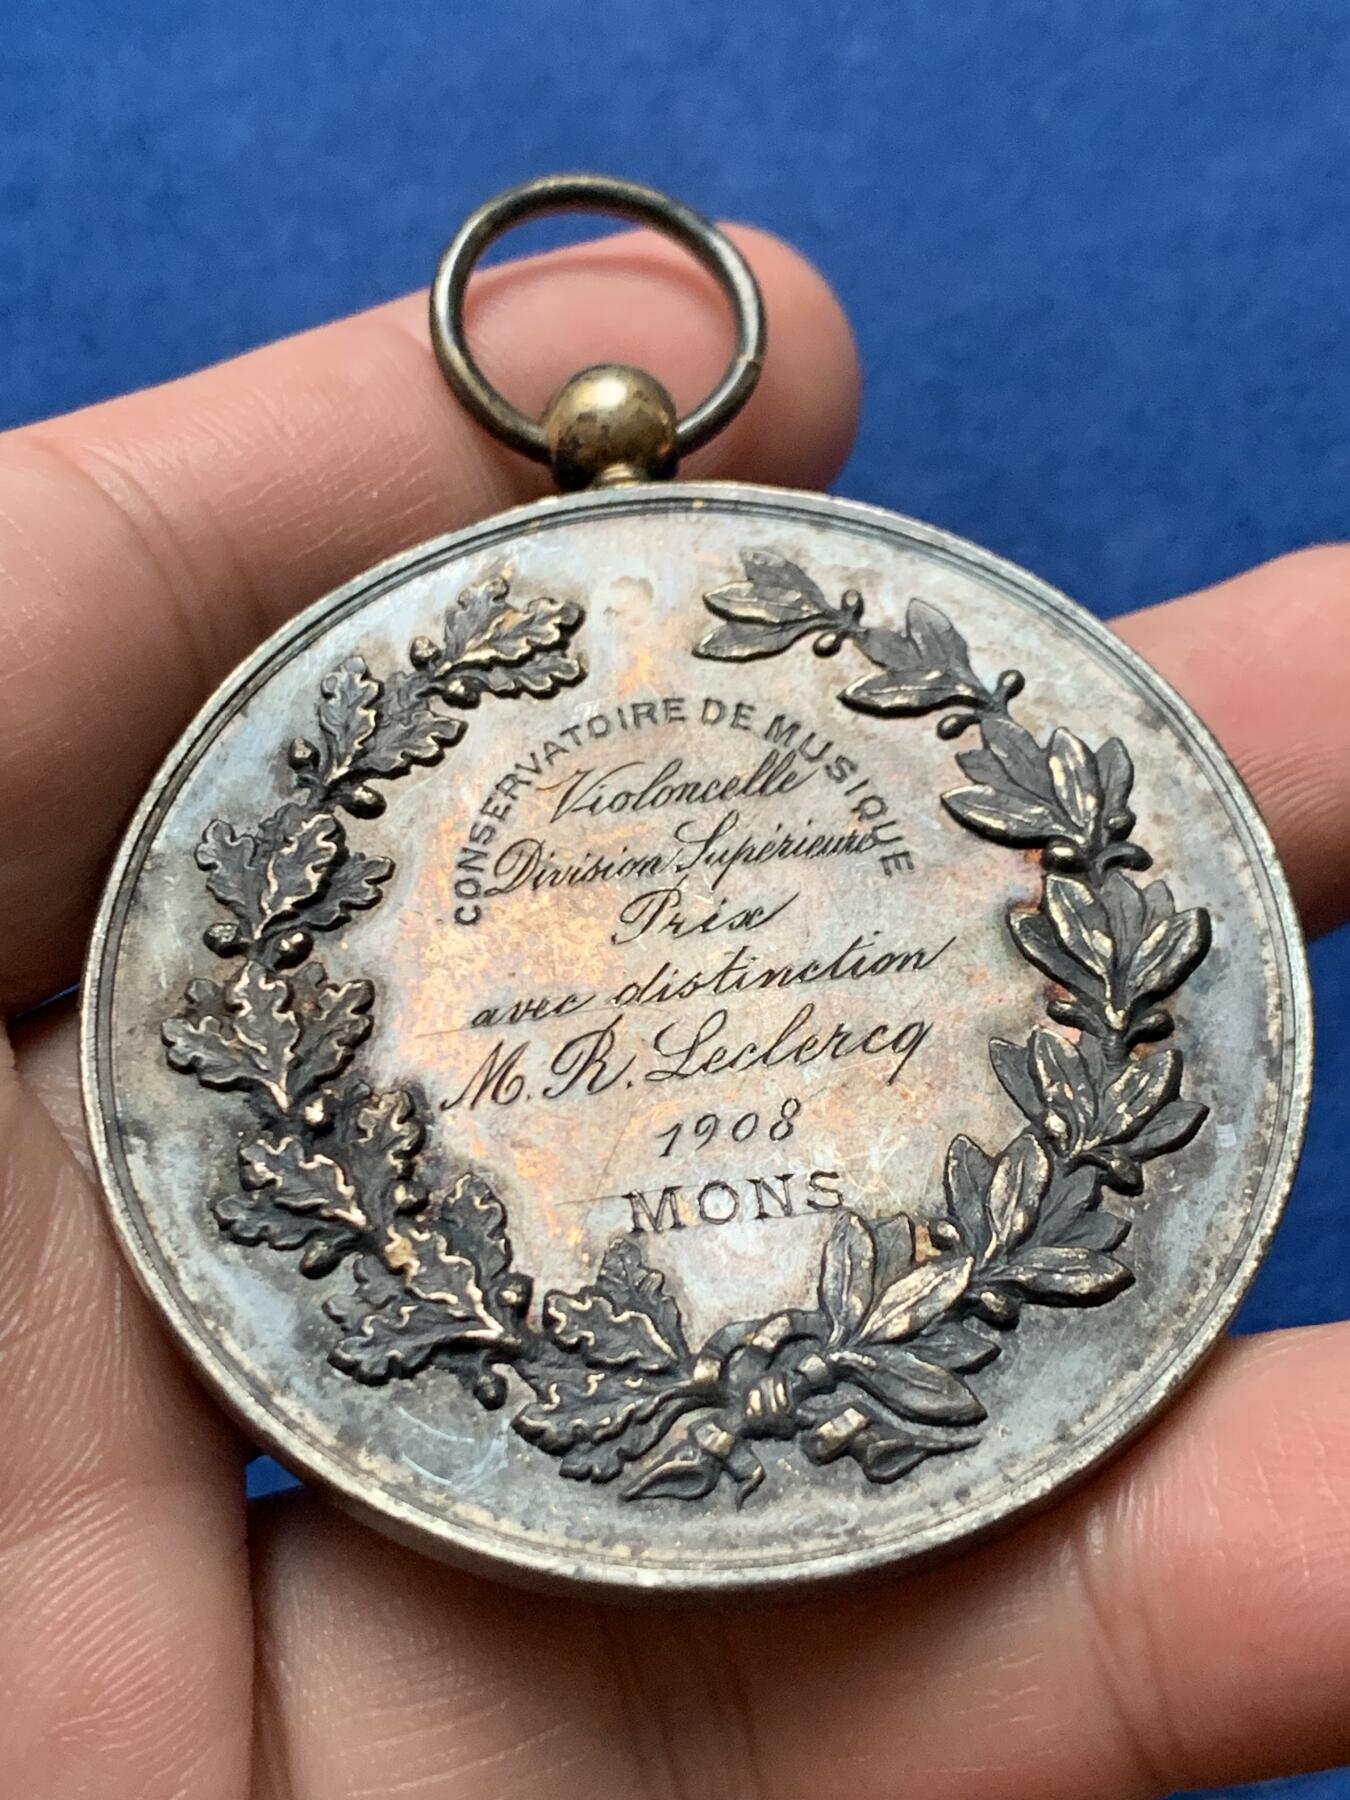 CONSERVATOIRE DE MUSIQUE
Violoncelle
Division Supérieure
Prix
avec distinction
M. R. Leclercq
1908
MONS